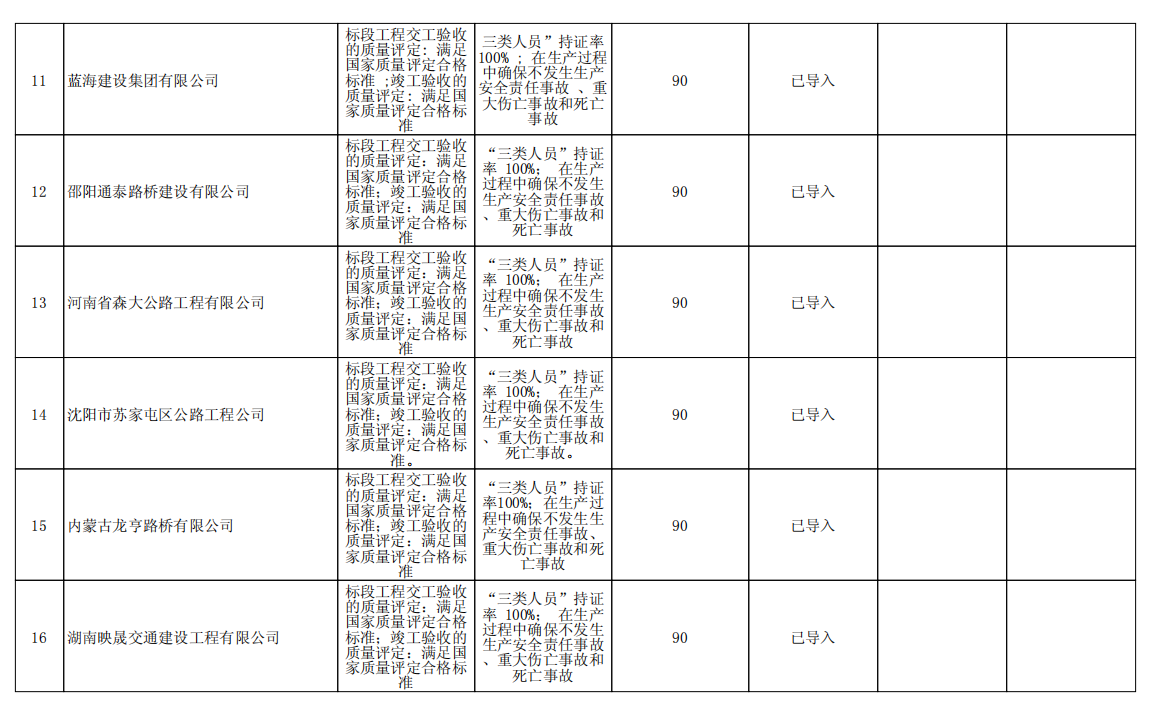 11
蓝海建设集团有限公司
标段工程交工验收
的质量评定: 满足
国家质量评定合格
标准 ;竣工验收的
质量评定: 满足国
家质量评定合格标
准
三类人员”持证率
100% ; 在生产过程
中确保不发生生产
安全责任事故 、重
大伤亡事故和死亡
事故
90
已导入
12
邵阳通泰路桥建设有限公司
标段工程交工验收
的质量评定：满足
国家质量评定合格
标准；竣工验收的
质量评定：满足国
家质量评定合格标
准
“三类人员”持证
率 100%； 在生产
过程中确保不发生
生产安全责任事故
、重大伤亡事故和
死亡事故
90
已导入
13
河南省森大公路工程有限公司
标段工程交工验收
的质量评定：满足
国家质量评定合格
标准；竣工验收的
质量评定：满足国
家质量评定合格标
准
“三类人员”持证
率 100%； 在生产
过程中确保不发生
生产安全责任事故
、重大伤亡事故和
死亡事故
90
已导入
14
沈阳市苏家屯区公路工程公司
标段工程交工验收
的质量评定：满足
国家质量评定合格
标准；竣工验收的
质量评定：满足国
家质量评定合格标
准。
“三类人员”持证
率 100%； 在生产
过程中确保不发生
生产安全责任事故
、重大伤亡事故和
死亡事故。
90
已导入
15
内蒙古龙亨路桥有限公司
标段工程交工验收
的质量评定：满足
国家质量评定合格
标准；竣工验收的
质量评定：满足国
家质量评定合格标
准
“三类人员”持证
率100%；在生产过
程中确保不发生生
产安全责任事故、
重大伤亡事故和死
亡事故
90
已导入
16
湖南映晟交通建设工程有限公司
标段工程交工验收
的质量评定：满足
国家质量评定合格
标准；竣工验收的
质量评定：满足国
家质量评定合格标
准
“三类人员”持证
率 100%； 在生产
过程中确保不发生
生产安全责任事故
、重大伤亡事故和
死亡事故
90
已导入